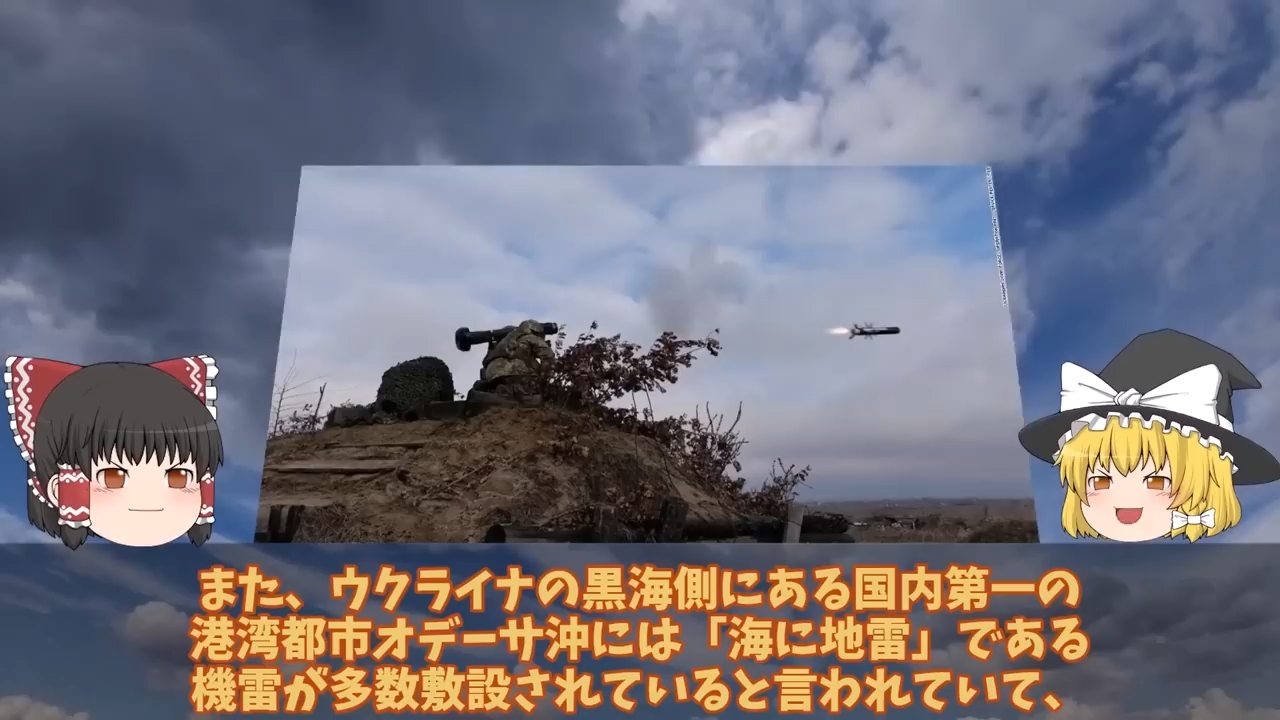 また、ウクライナの黒海側にある国内第一の
港湾都市オデーサ沖には「海に地雷」である
機雷が多数敷設されていると言われていて、